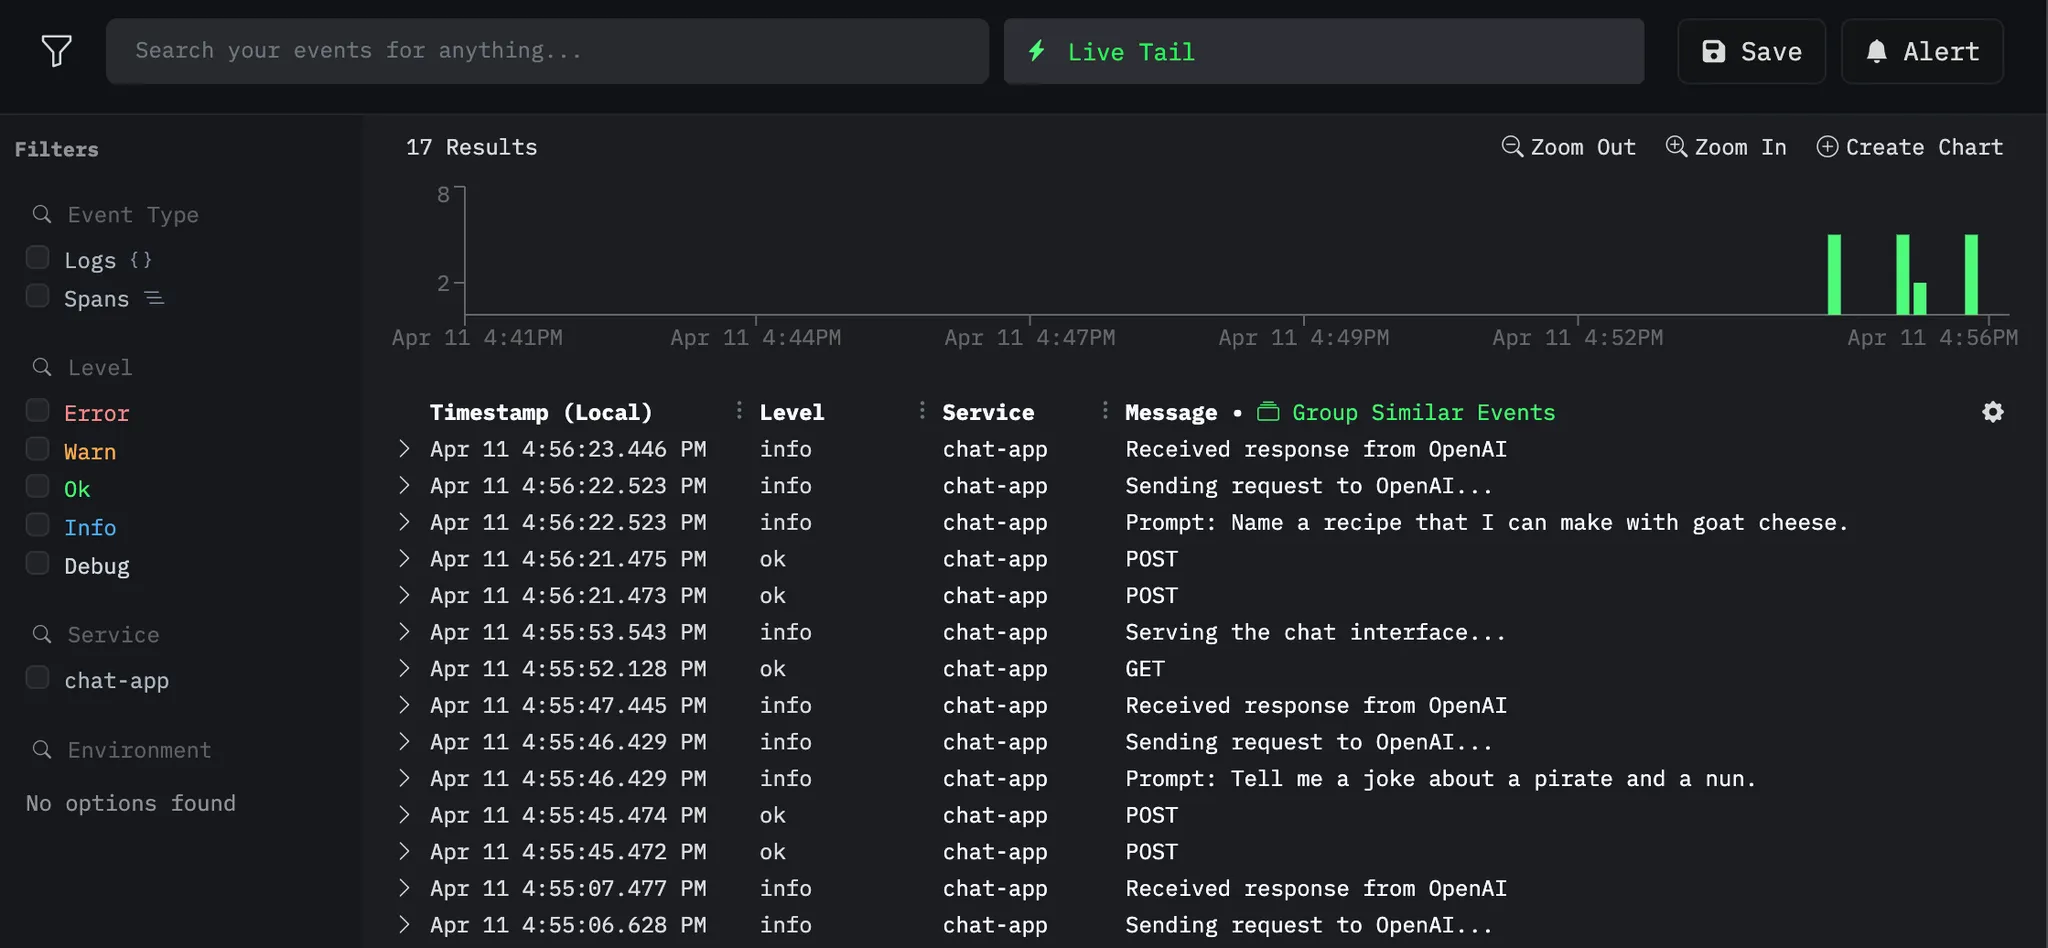 Search your events for anything...
Live Tail
Save
Alert
Filters
Event Type
Logs {}
Spans
Level
Error
Warn
Ok
Info
Debug
Service
chat-app
Environment
No options found
17 Results
Zoom Out
Zoom In
Create Chart
8
2
Apr 11 4:41PM
Apr 11 4:44PM
Apr 11 4:47PM
Apr 11 4:49PM
Apr 11 4:52PM
Apr 11 4:56PM
Timestamp (Local) Level Service Message • Group Similar Events
Apr 11 4:56:23.446 PM info chat-app Received response from OpenAI
Apr 11 4:56:22.523 PM info chat-app Sending request to OpenAI...
Apr 11 4:56:22.523 PM info chat-app Prompt: Name a recipe that I can make with goat cheese.
Apr 11 4:56:21.475 PM ok chat-app POST
Apr 11 4:56:21.473 PM ok chat-app POST
Apr 11 4:55:53.543 PM info chat-app Serving the chat interface...
Apr 11 4:55:52.128 PM ok chat-app GET
Apr 11 4:55:47.445 PM info chat-app Received response from OpenAI
Apr 11 4:55:46.429 PM info chat-app Sending request to OpenAI...
Apr 11 4:55:46.429 PM info chat-app Prompt: Tell me a joke about a pirate and a nun.
Apr 11 4:55:45.474 PM ok chat-app POST
Apr 11 4:55:45.472 PM ok chat-app POST
Apr 11 4:55:07.477 PM info chat-app Received response from OpenAI
Apr 11 4:55:06.628 PM info chat-app Sending request to OpenAI...